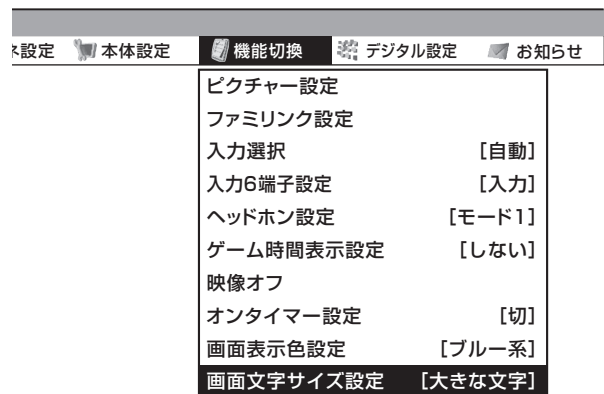 ネ設定 本体設定 機能切換 デジタル設定 お知らせ
ピクチャー設定
ファミリンク設定
入力選択 [自動]
入力6端子設定 [入力]
ヘッドホン設定 [モード1]
ゲーム時間表示設定 [しない]
映像オフ
オンタイマー設定 [切]
画面表示色設定 [ブルー系]
画面文字サイズ設定 [大きな文字]